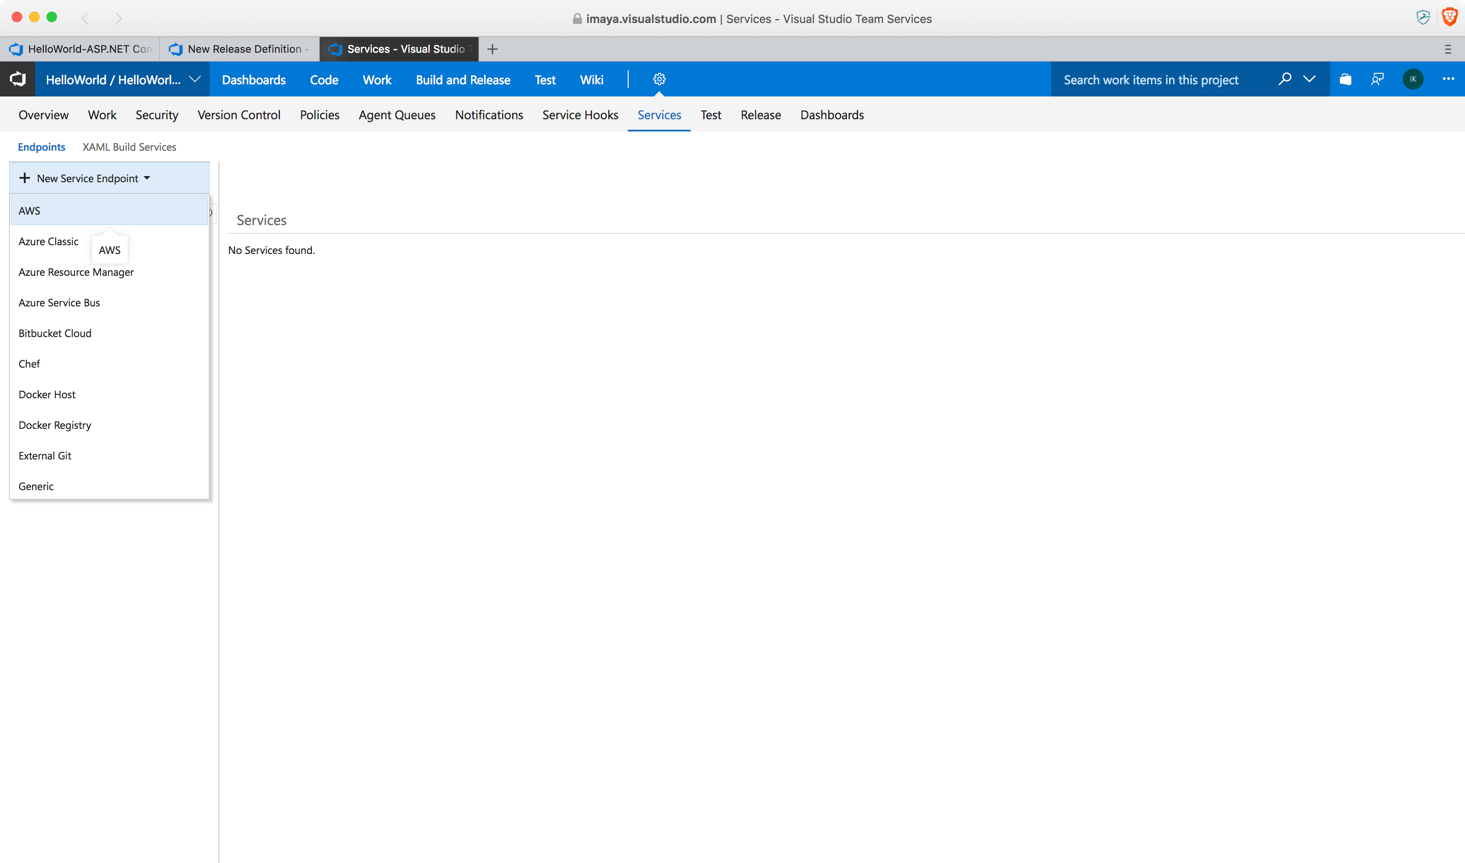 imaya.visualstudio.com | Services - Visual Studio Team Services
HelloWorld-ASP.NET Cor
New Release Definition -
Services - Visual Studio T
HelloWorld / HelloWorl...
Dashboards
Code
Work
Build and Release
Test
Wiki
Search work items in this project
IK
Overview
Work
Security
Version Control
Policies
Agent Queues
Notifications
Service Hooks
Services
Test
Release
Dashboards
Endpoints
XAML Build Services
New Service Endpoint
AWS
Azure Classic
AWS
Azure Resource Manager
Azure Service Bus
Bitbucket Cloud
Chef
Docker Host
Docker Registry
External Git
Generic
Services
No Services found.